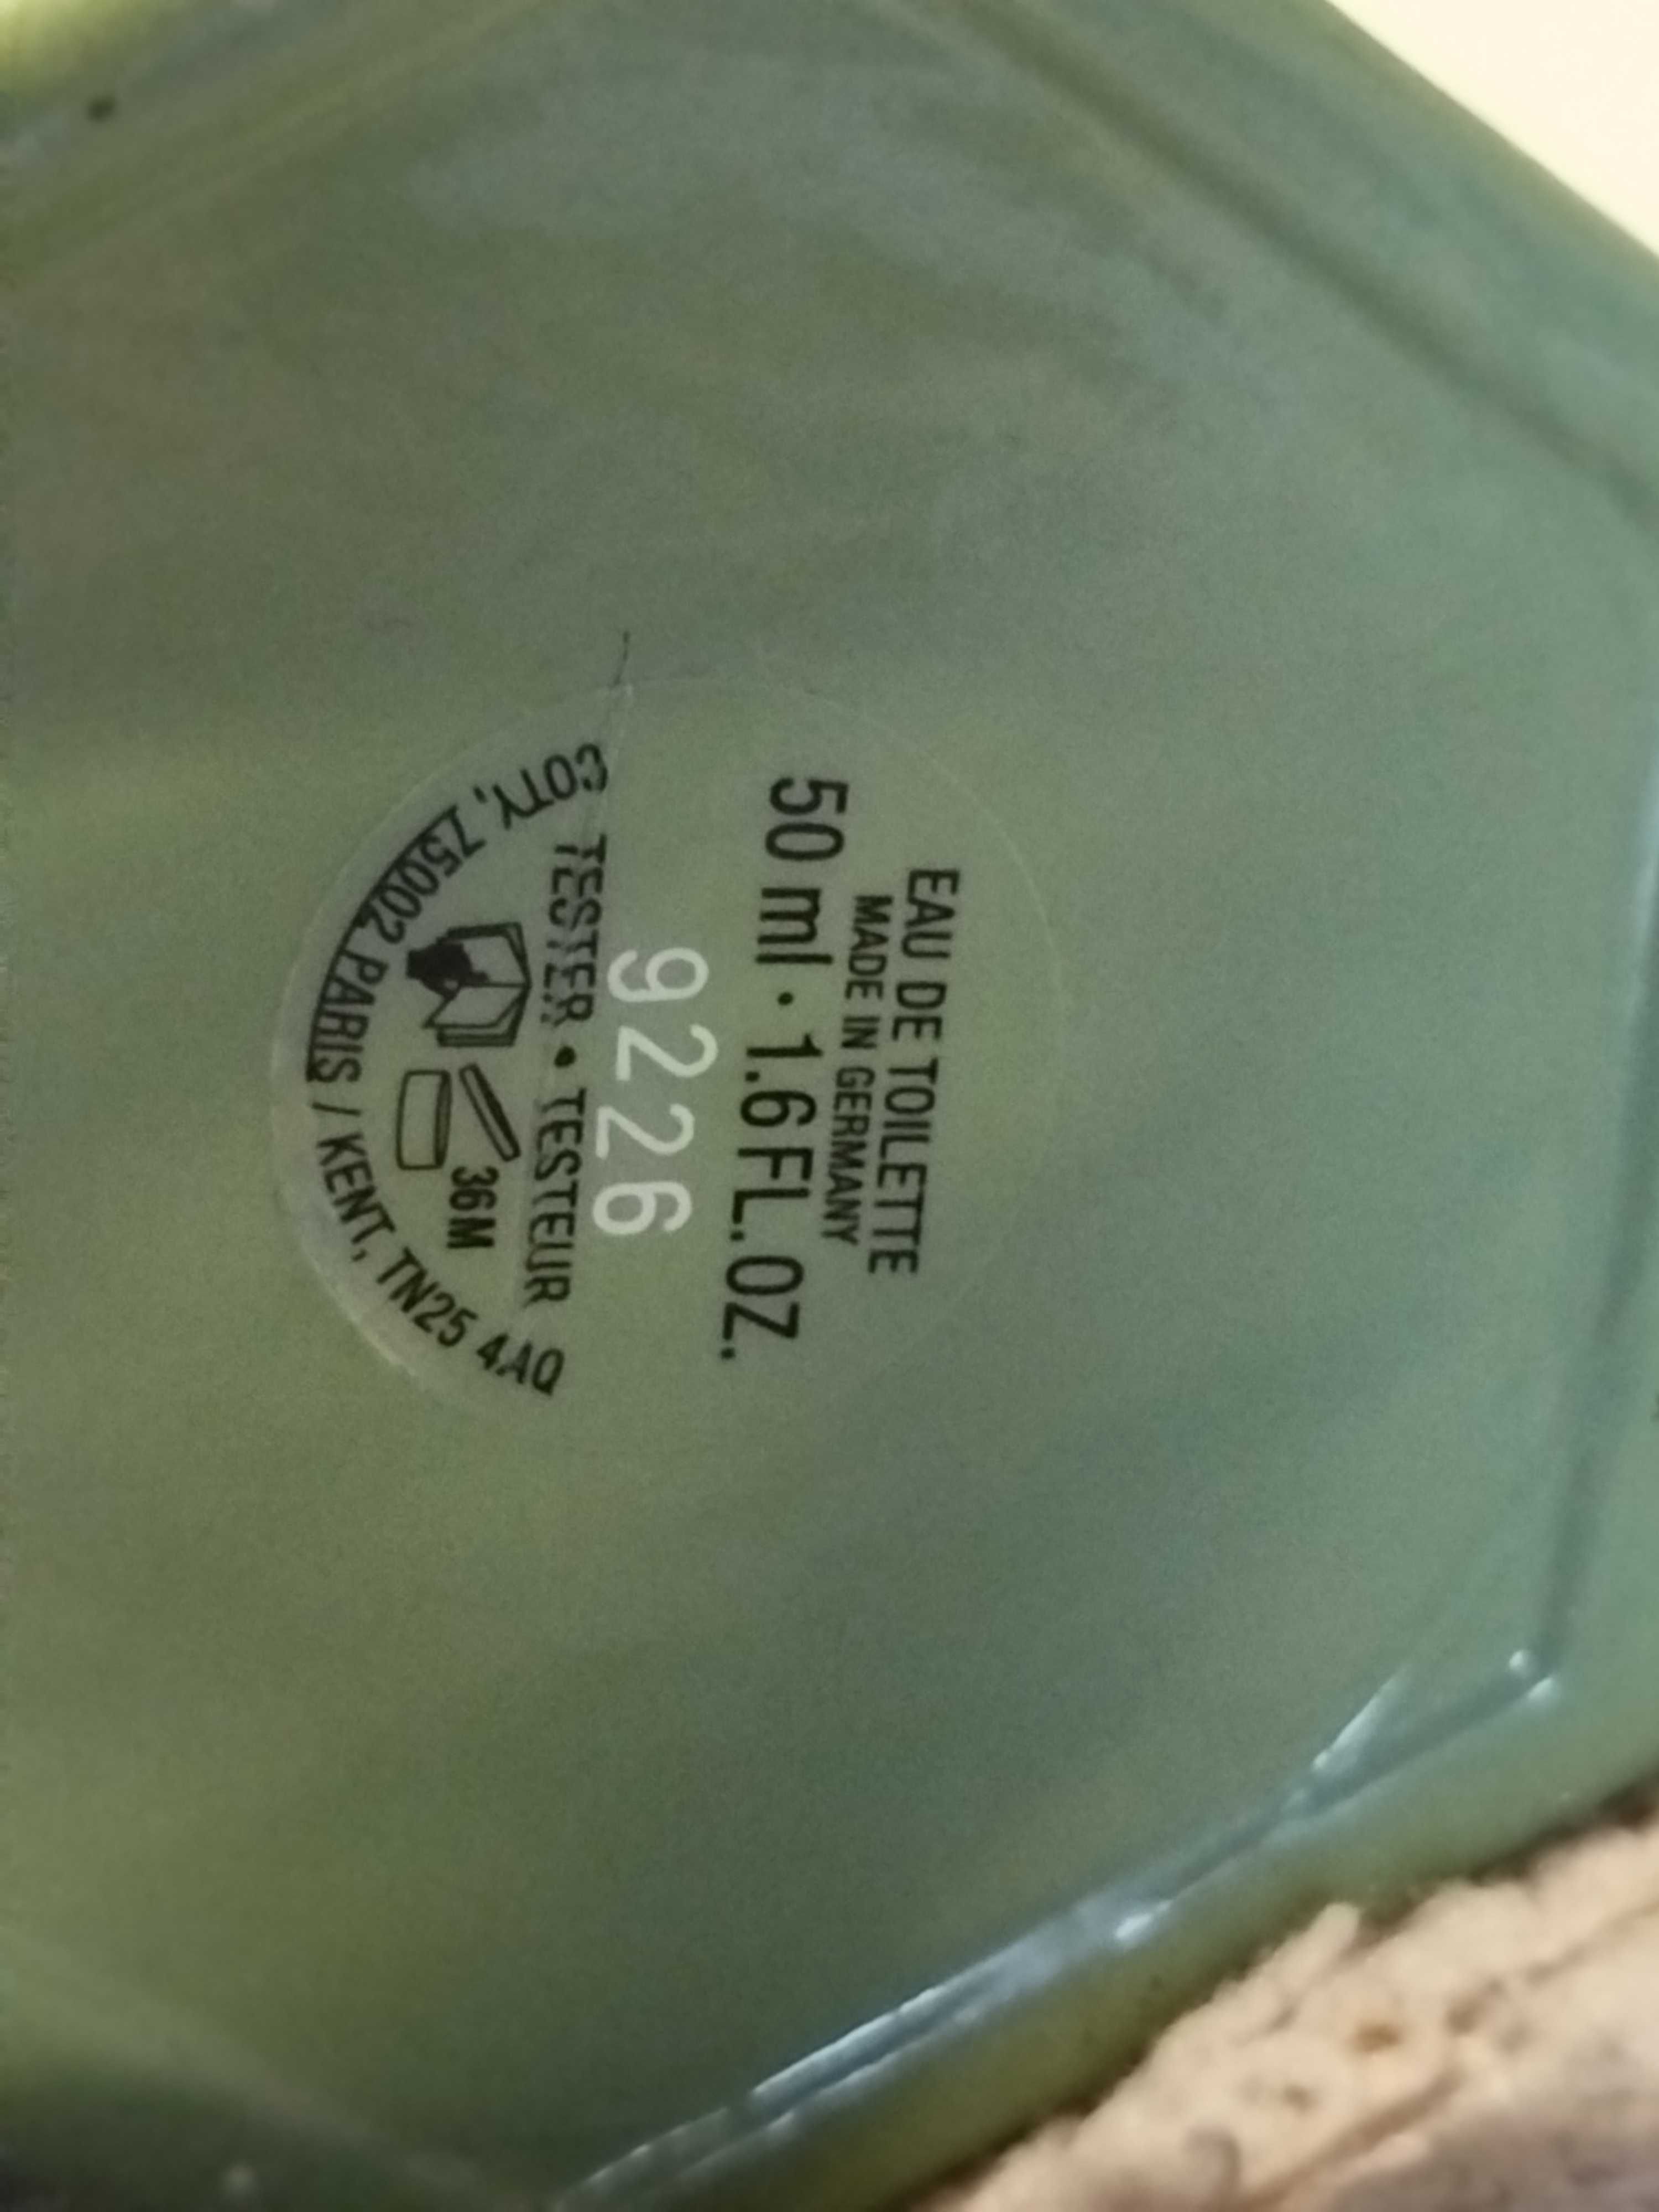 EAU DE TOILETTE
MADE IN GERMANY
50 ml · 1.6 FL.OZ.
9226
TESTER • TESTEUR
36M
COTY, 75002 PARIS / KENT, TN25 4AQ